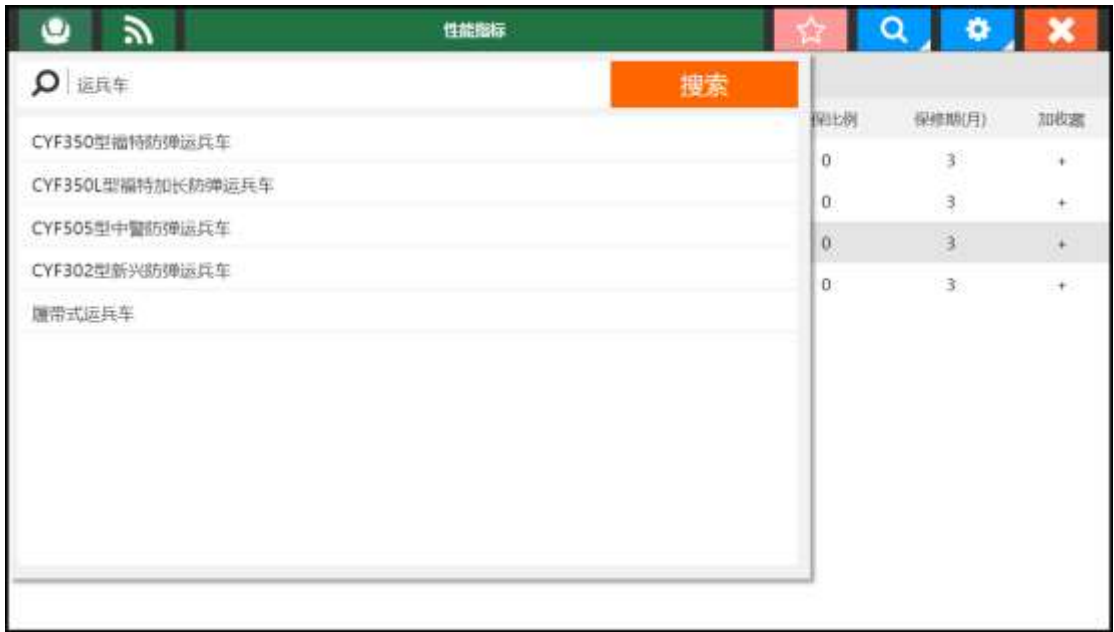 性能指标
运兵车
搜索
CYF350型福特防弹运兵车
CYF350L型福特加长防弹运兵车
CYF505型中警防弹运兵车
CYF302型新兴防弹运兵车
履带式运兵车
保比例 保修期(月) 加收藏
0 3 +
0 3 +
0 3 +
0 3 +